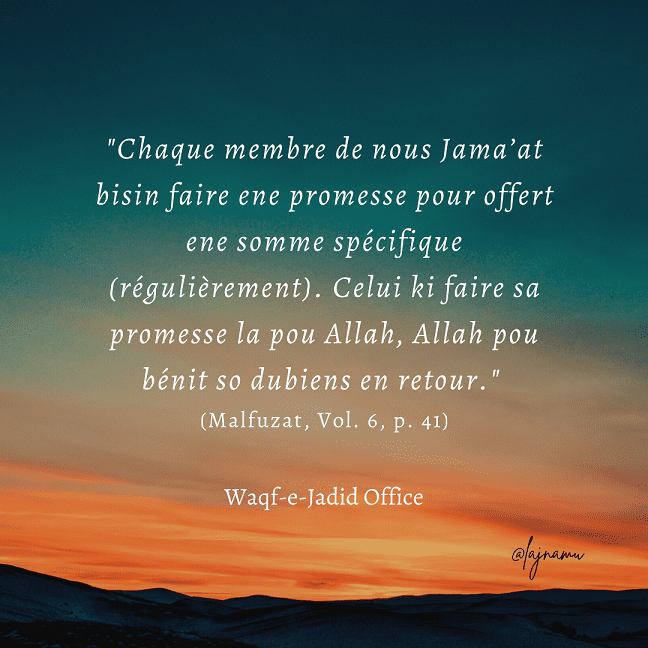 "Chaque membre de nous Jama’at
bisin faire ene promesse pour offert
ene somme spécifique
(régulièrement). Celui ki faire sa
promesse la pou Allah, Allah pou
bénit so dubiens en retour."
(Malfuzat, Vol. 6, p. 41)
Waqf-e-Jadid Office
@lajnamu